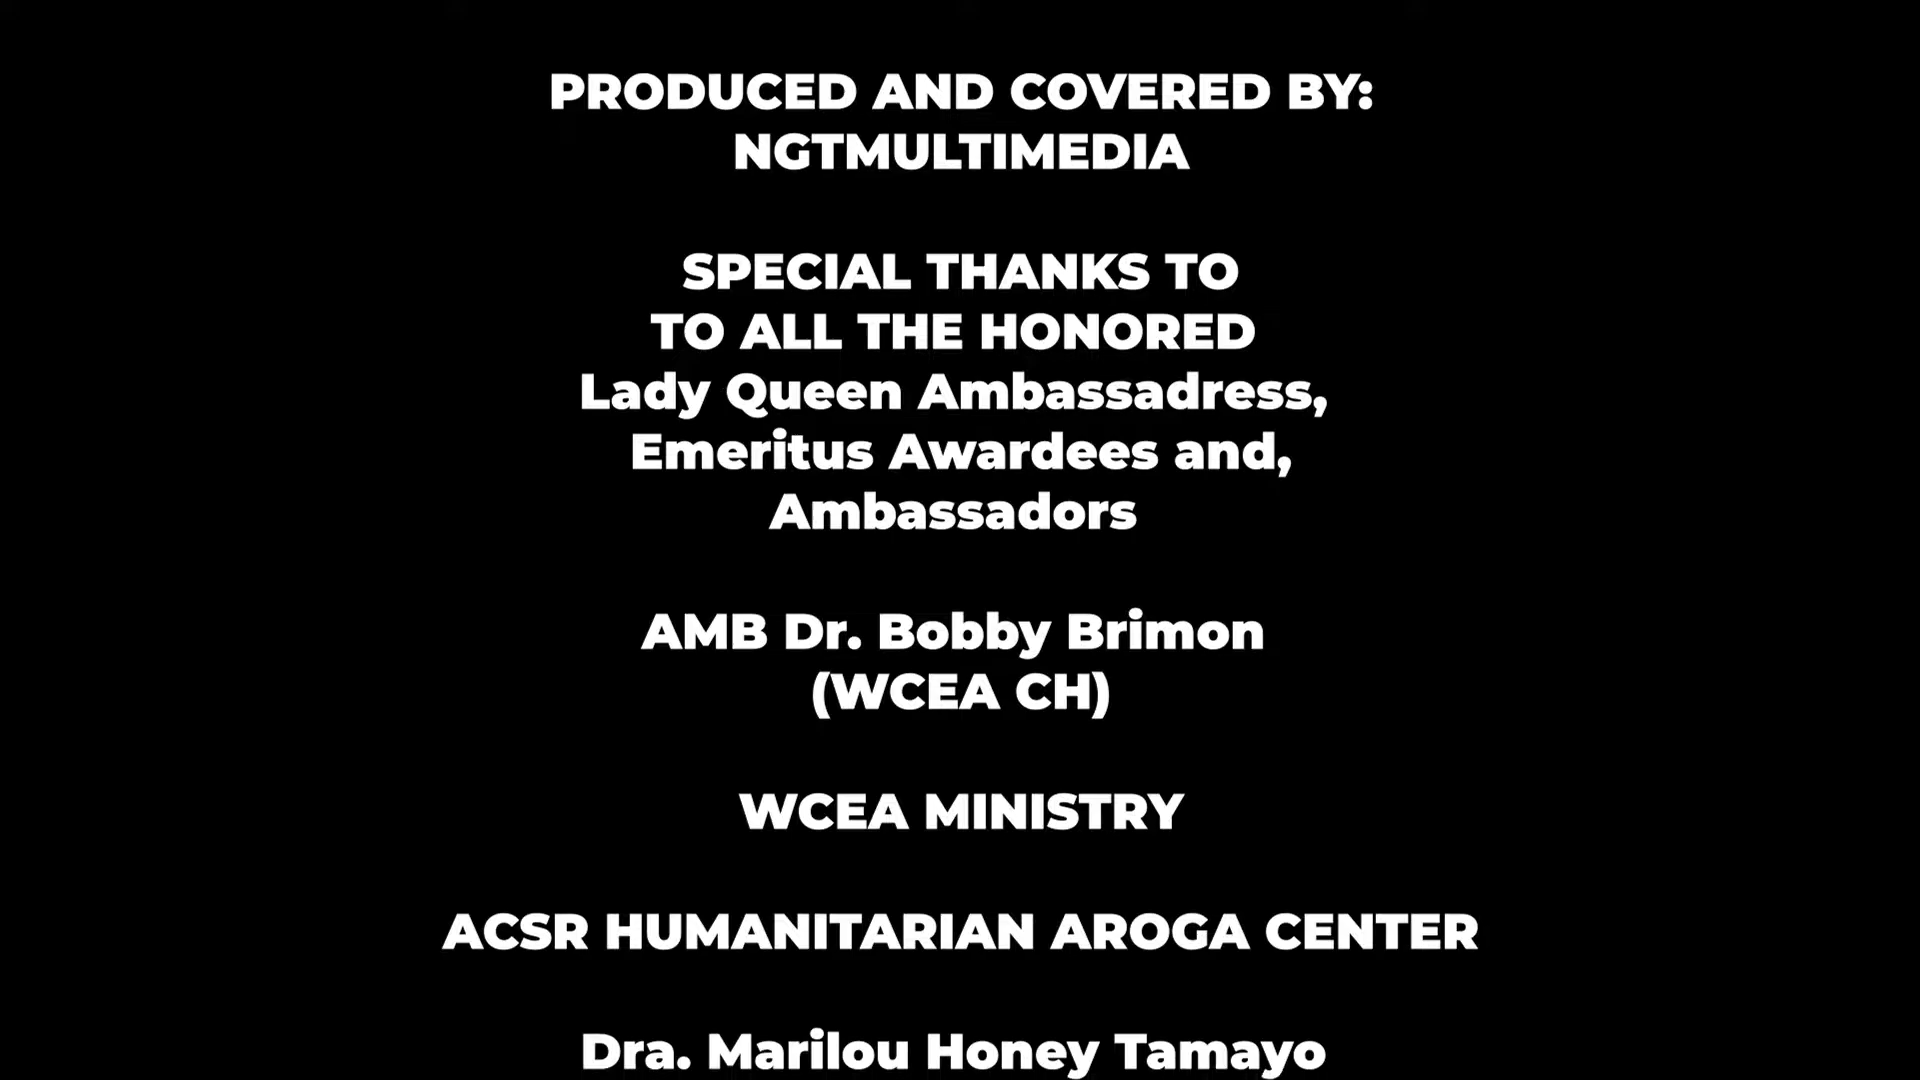 PRODUCED AND COVERED BY:
NGTMULTIMEDIA
SPECIAL THANKS TO
TO ALL THE HONORED
Lady Queen Ambassadress,
Emeritus Awardees and,
Ambassadors
AMB Dr. Bobby Brimon
(WCEA CH)
WCEA MINISTRY
ACSR HUMANITARIAN AROGA CENTER
Dra. Marilou Honey Tamayo